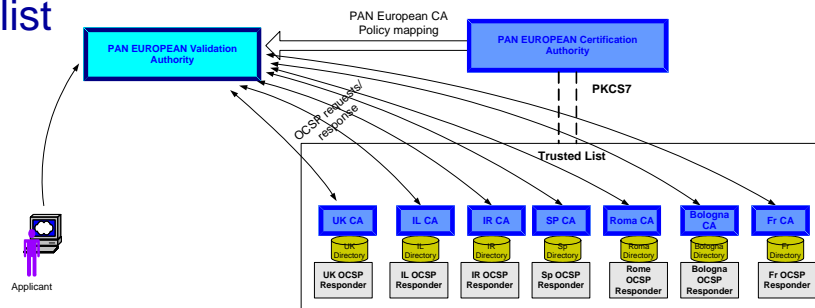 list
PAN European CA
Policy mapping
PAN EUROPEAN Validation
Authority
PAN EUROPEAN Certification
Authority
PKCS7
OCSP requests/
response
Trusted List
UK CA
IL CA
IR CA
SP CA
Roma CA
Bologna
CA
Fr CA
UK
Directory
IL
Directory
IR
Directory
Sp
Directory
Roma
Directory
Bologna
Directory
Fr
Directory
UK OCSP
Responder
IL OCSP
Responder
IR OCSP
Responder
Sp OCSP
Responder
Rome
OCSP
Responder
Bologna
OCSP
Responder
Fr OCSP
Responder
Applicant